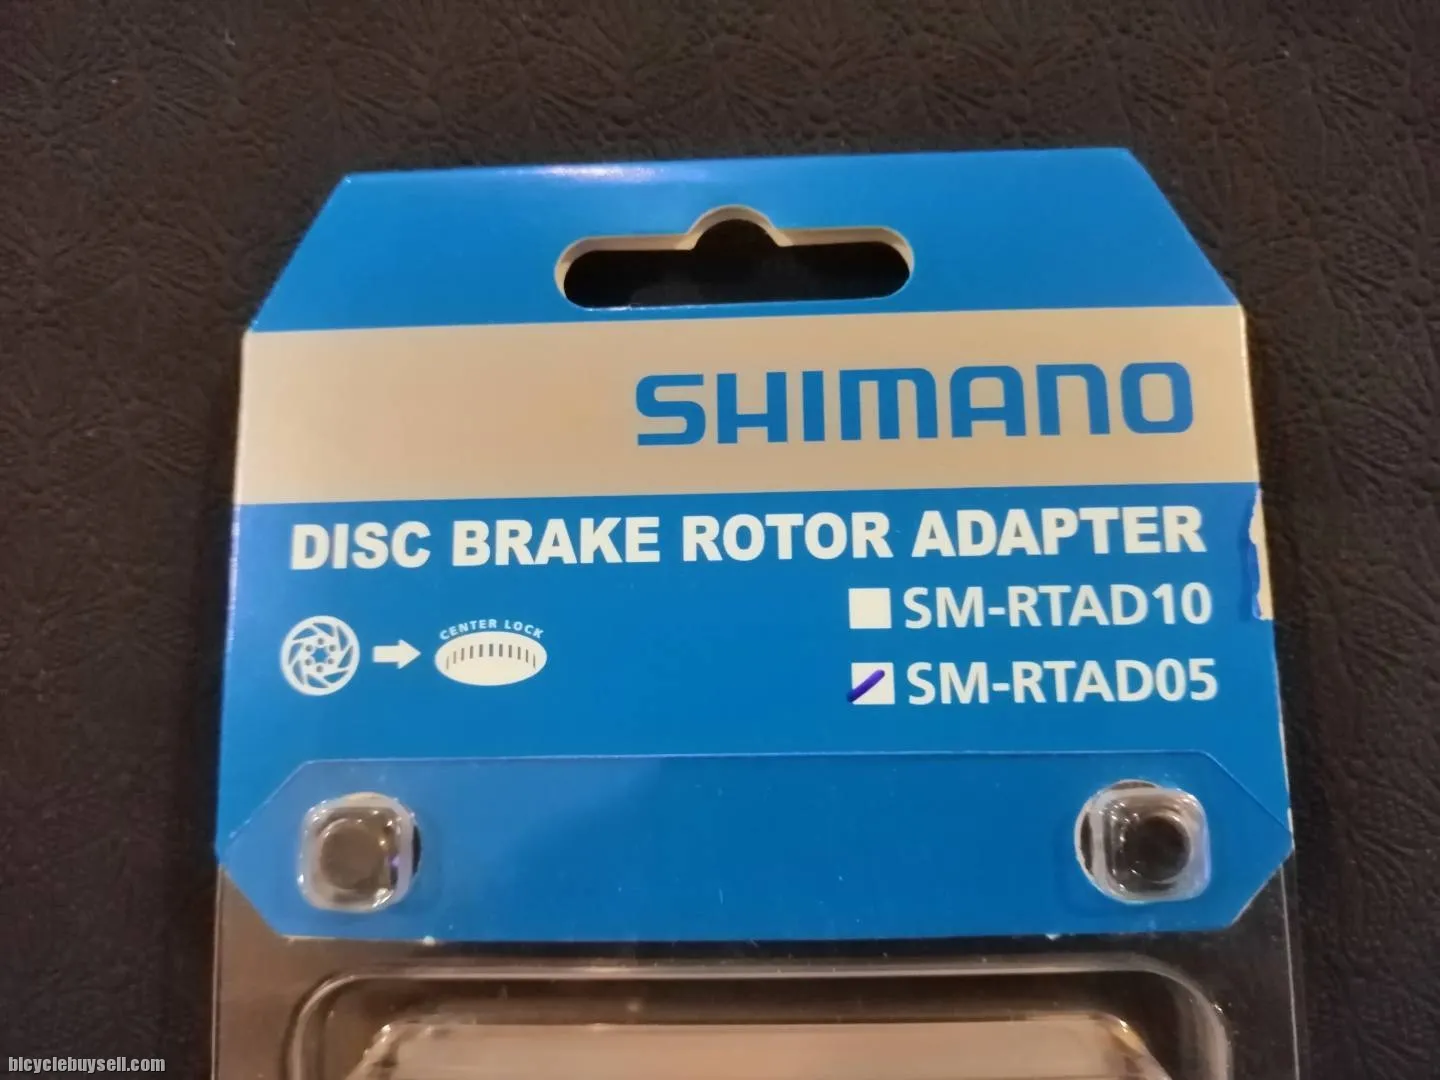 SHIMANO
DISC BRAKE ROTOR ADAPTER
SM-RTAD10
CENTER LOCK
SM-RTAD05
bicyclebuysell.com